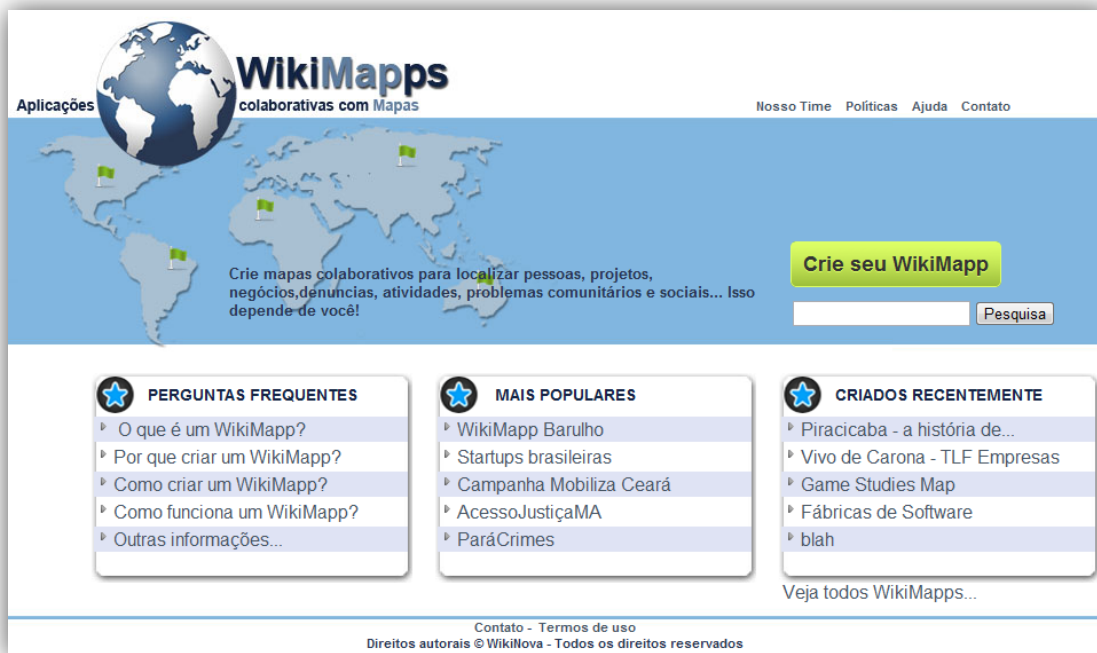 WikiMapps
Aplicações colaborativas com Mapas
Nosso Time Políticas Ajuda Contato
Crie mapas colaborativos para localizar pessoas, projetos,
negócios,denuncias, atividades, problemas comunitários e sociais... Isso
depende de você!
Crie seu WikiMapp
Pesquisa
PERGUNTAS FREQUENTES
O que é um WikiMapp?
Por que criar um WikiMapp?
Como criar um WikiMapp?
Como funciona um WikiMapp?
Outras informações...
MAIS POPULARES
WikiMapp Barulho
Startups brasileiras
Campanha Mobiliza Ceará
AcessoJustiçaMA
ParáCrimes
CRIADOS RECENTEMENTE
Piracicaba - a história de...
Vivo de Carona - TLF Empresas
Game Studies Map
Fábricas de Software
blah
Veja todos WikiMapps...
Contato - Termos de uso
Direitos autorais © WikiNova - Todos os direitos reservados